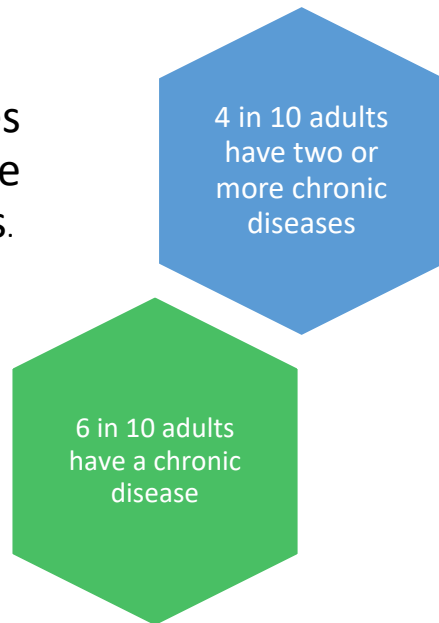 4 in 10 adults
have two or
more chronic
diseases
6 in 10 adults
have a chronic
disease